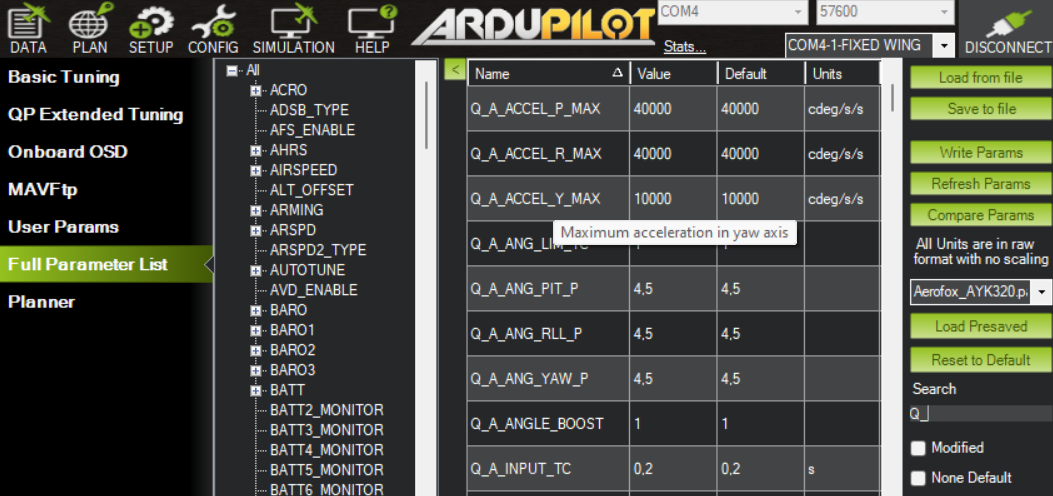 DATA
PLAN
SETUP
CONFIG
SIMULATION
HELP
ARDUPILOT
COM4
57600
Stats...
COM4-1-FIXED WING
DISCONNECT
Basic Tuning
QP Extended Tuning
Onboard OSD
MAVFtp
User Params
Full Parameter List
Planner
All
ACRO
ADSB_TYPE
AFS_ENABLE
AHRS
AIRSPEED
ALT_OFFSET
ARMING
ARSPD
ARSPD2_TYPE
AUTOTUNE
AVD_ENABLE
BARO
BARO1
BARO2
BARO3
BATT
BATT2_MONITOR
BATT3_MONITOR
BATT4_MONITOR
BATT5_MONITOR
BATT6_MONITOR
<
Name Value Default Units
Q_A_ACCEL_P_MAX 40000 40000 cdeg/s/s
Q_A_ACCEL_R_MAX 40000 40000 cdeg/s/s
Q_A_ACCEL_Y_MAX 10000 10000 cdeg/s/s
Maximum acceleration in yaw axis
Q_A_ANG_LIM_TC
Q_A_ANG_PIT_P 4,5 4,5
Q_A_ANG_RLL_P 4,5 4,5
Q_A_ANG_YAW_P 4,5 4,5
Q_A_ANGLE_BOOST 1 1
Q_A_INPUT_TC 0,2 0,2 s
Load from file
Save to file
Write Params
Refresh Params
Compare Params
All Units are in raw
format with no scaling
Aerofox_AYK320.pa
Load Presaved
Reset to Default
Search
Q_
Modified
None Default